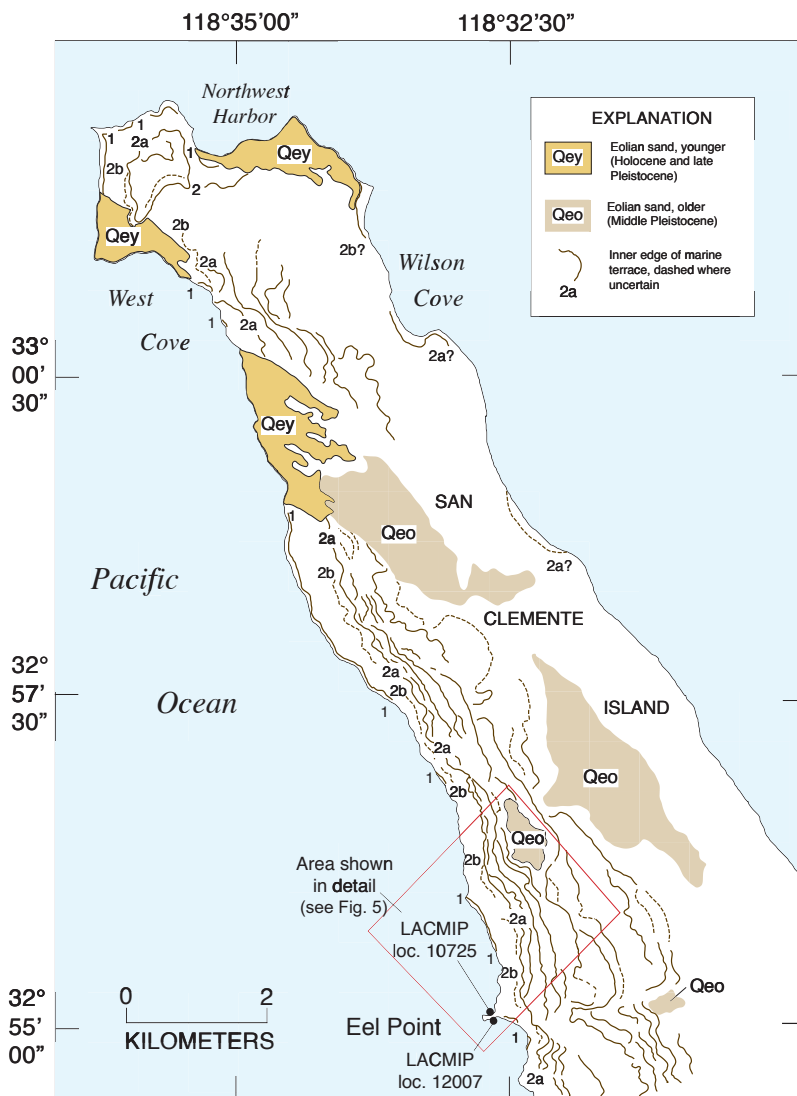 118°35'00"
118°32'30"
Northwest
Harbor
EXPLANATION
Qey
Eolian sand, younger
(Holocene and late
Pleistocene)
Qeo
Eolian sand, older
(Middle Pleistocene)
2a
Inner edge of marine
terrace, dashed where
uncertain
1
1
2a
1
2b
2
Qey
Qey
2b
2b?
2a
Wilson
Cove
West
Cove
1
1
2a
2a?
33°
00'
30"
Qey
SAN
Qeo
1
2a
2b
2a?
Pacific
CLEMENTE
32°
57'
30"
2a
2b
1
Ocean
ISLAND
2a
1
2b
Qeo
Qeo
2b
Area shown
in detail
(see Fig. 5)
1
2a
LACMIP
loc. 10725
1
2b
Qeo
32°
55'
00"
0
2
KILOMETERS
Eel Point
1
LACMIP
loc. 12007
2a